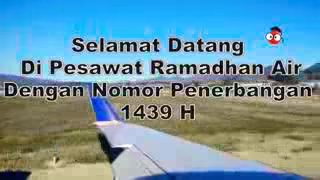 Selamat Datang
Di Pesawat Ramadhan Air
Dengan Nomor Penerbangan
1439 H